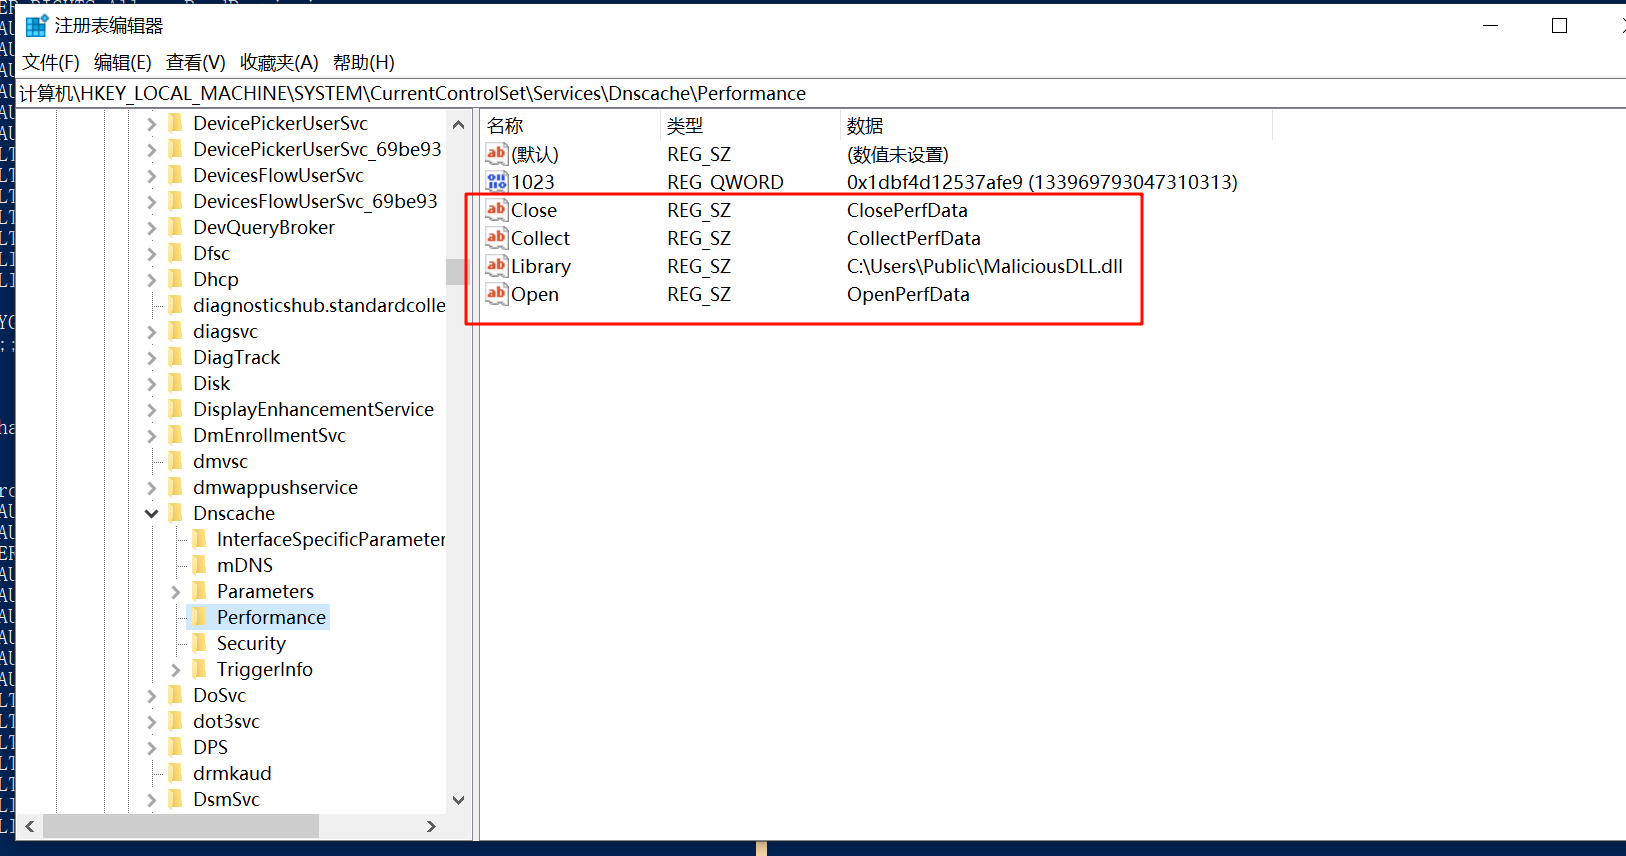 注册表编辑器
文件(F) 编辑(E) 查看(V) 收藏夹(A) 帮助(H)
计算机\HKEY_LOCAL_MACHINE\SYSTEM\CurrentControlSet\Services\Dnscache\Performance
DevicePickerUserSvc
DevicePickerUserSvc_69be93
DevicesFlowUserSvc
DevicesFlowUserSvc_69be93
DevQueryBroker
Dfsc
Dhcp
diagnosticshub.standardcolle
diagsvc
DiagTrack
Disk
DisplayEnhancementService
DmEnrollmentSvc
dmvsc
dmwappushservice
Dnscache
InterfaceSpecificParameter
mDNS
Parameters
Performance
Security
TriggerInfo
DoSvc
dot3svc
DPS
drmkaud
DsmSvc
名称 类型 数据
(默认) REG_SZ (数值未设置)
1023 REG_QWORD 0x1dbf4d12537afe9 (133969793047310313)
Close REG_SZ ClosePerfData
Collect REG_SZ CollectPerfData
Library REG_SZ C:\Users\Public\MaliciousDLL.dll
Open REG_SZ OpenPerfData